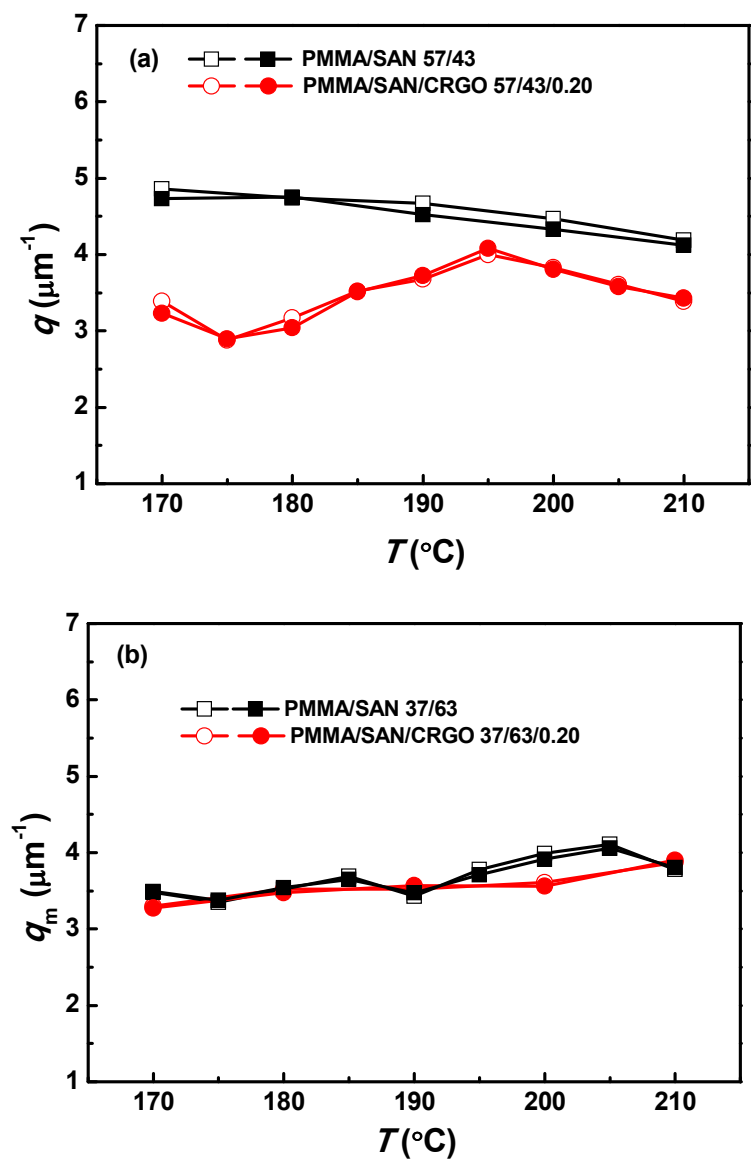 7
(a)
PMMA/SAN 57/43
PMMA/SAN/CRGO 57/43/0.20
6
5
4
3
2
1
q (μm⁻¹)
170 180 190 200 210
T (°C)
7
(b)
PMMA/SAN 37/63
PMMA/SAN/CRGO 37/63/0.20
6
5
4
3
2
1
qₘ (μm⁻¹)
170 180 190 200 210
T (°C)